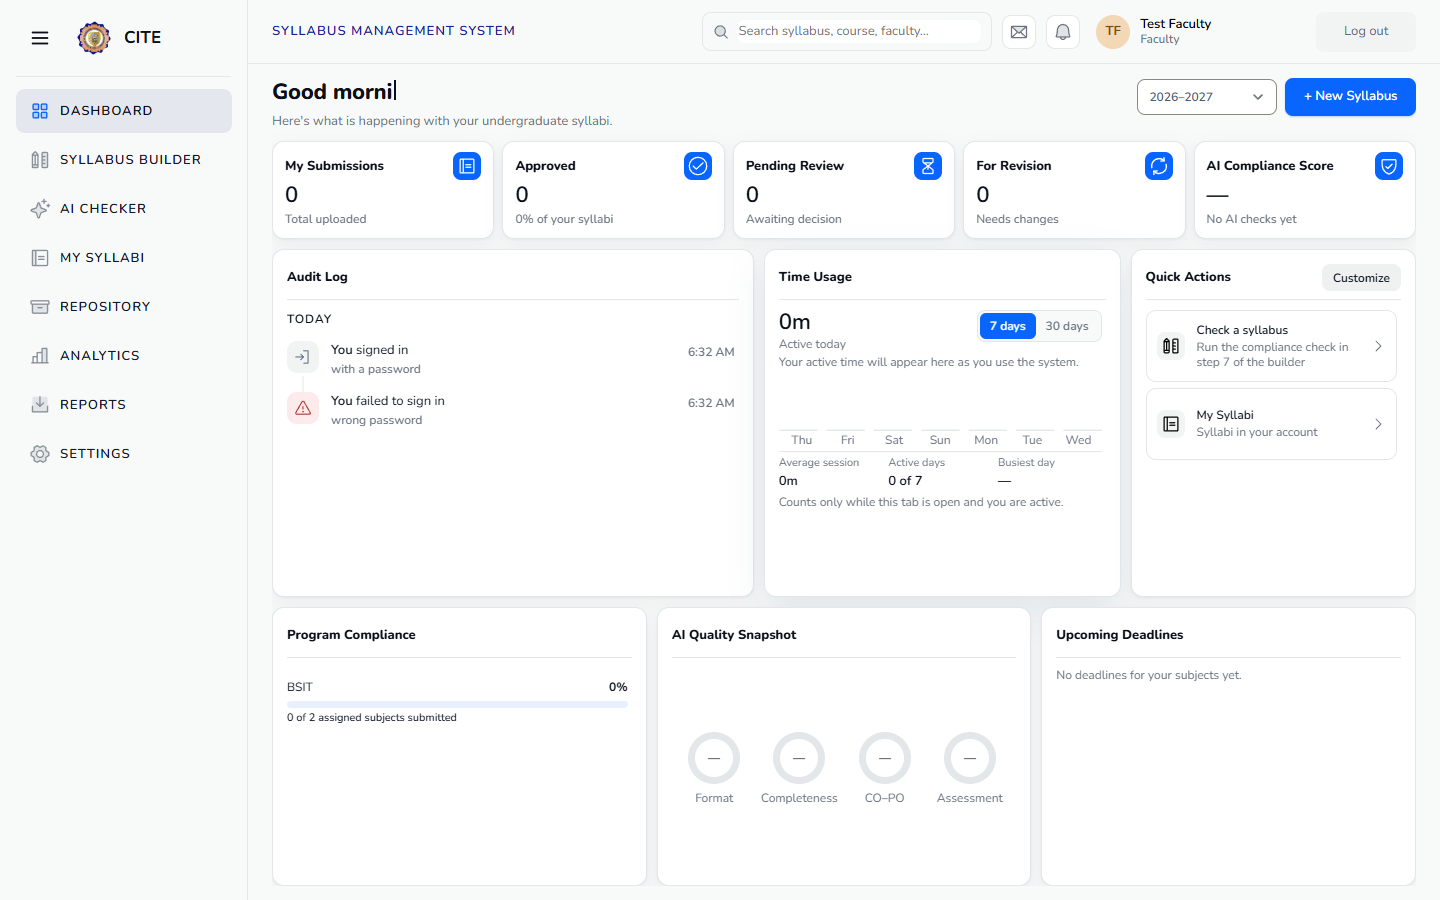 CITE
SYLLABUS MANAGEMENT SYSTEM
Search syllabus, course, faculty...
TF
Test Faculty
Faculty
Log out
DASHBOARD
SYLLABUS BUILDER
AI CHECKER
MY SYLLABI
REPOSITORY
ANALYTICS
REPORTS
SETTINGS
Good morni
Here's what is happening with your undergraduate syllabi.
2026–2027
+ New Syllabus
My Submissions
0
Total uploaded
Approved
0
0% of your syllabi
Pending Review
0
Awaiting decision
For Revision
0
Needs changes
AI Compliance Score
—
No AI checks yet
Audit Log
TODAY
You signed in
6:32 AM
with a password
You failed to sign in
6:32 AM
wrong password
Time Usage
0m
7 days
30 days
Active today
Your active time will appear here as you use the system.
Thu Fri Sat Sun Mon Tue Wed
Average session
0m
Active days
0 of 7
Busiest day
—
Counts only while this tab is open and you are active.
Quick Actions
Customize
Check a syllabus
Run the compliance check in
step 7 of the builder
My Syllabi
Syllabi in your account
Program Compliance
BSIT
0%
0 of 2 assigned subjects submitted
AI Quality Snapshot
— — — —
Format Completeness CO–PO Assessment
Upcoming Deadlines
No deadlines for your subjects yet.